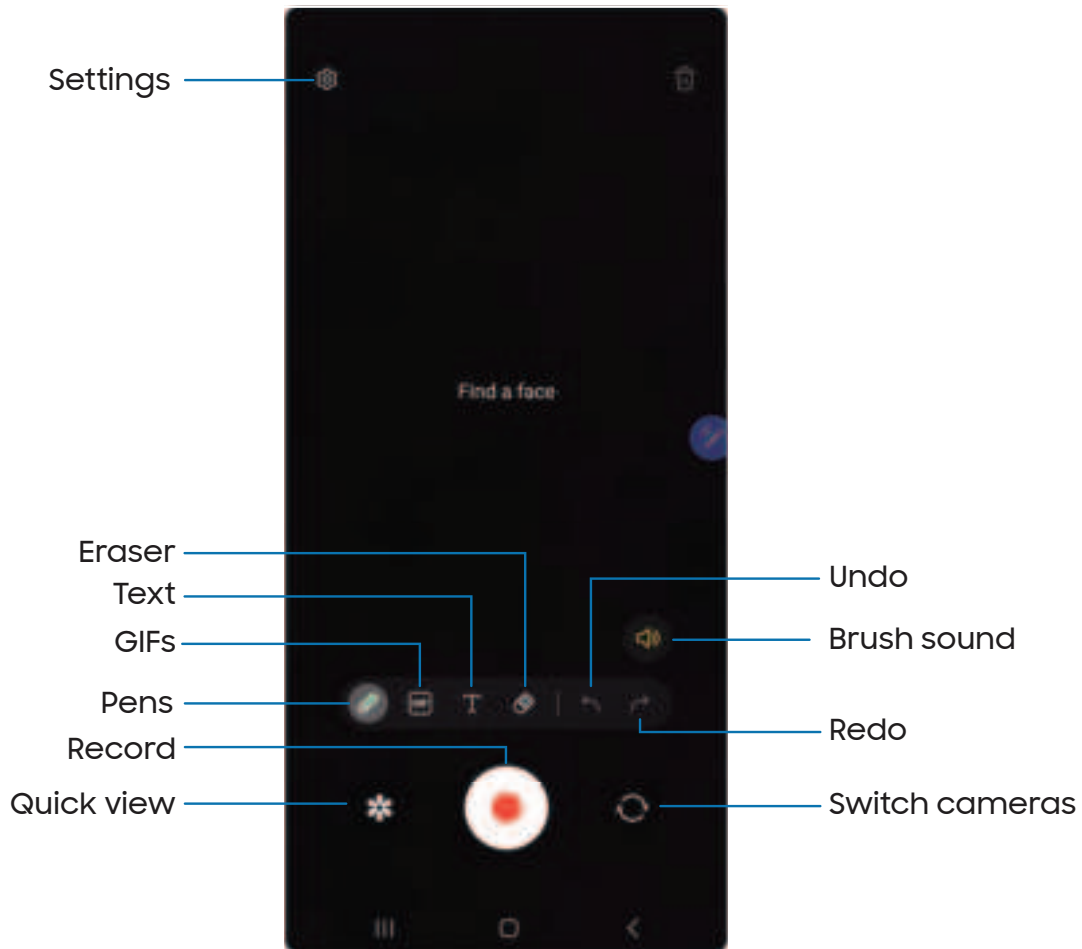 Settings
Find a face
Eraser
Text
GIFs
Pens
Record
Quick view
Undo
Brush sound
Redo
Switch cameras
T